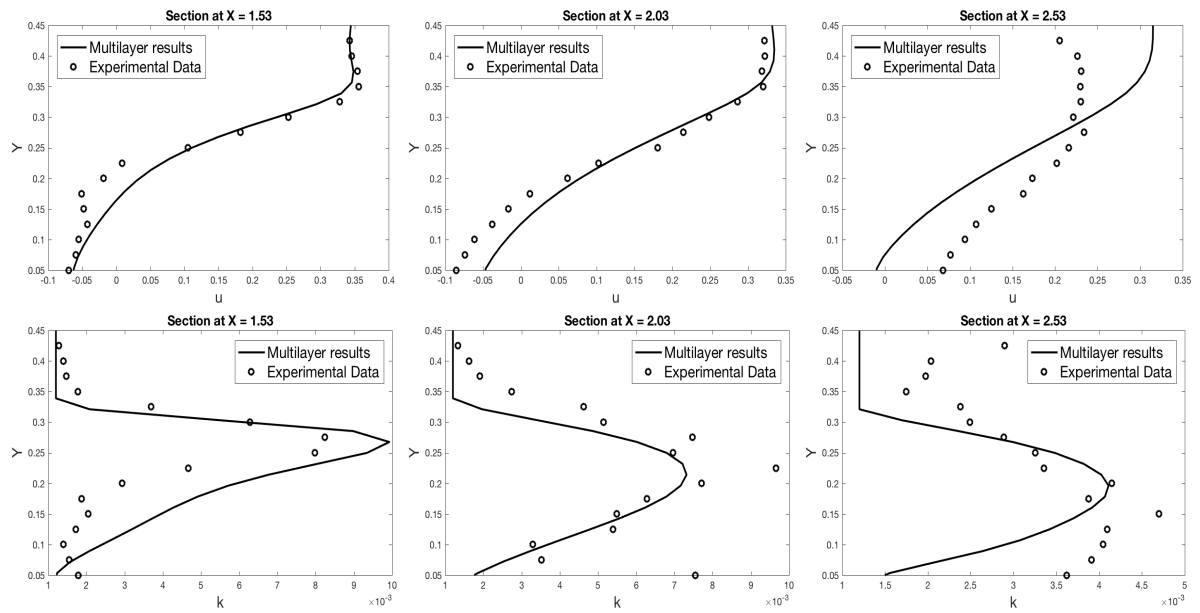 Section at X = 1.53
0.45
0.4
0.35
0.3
0.25
0.2
0.15
0.1
0.05
Y
Multilayer results
Experimental Data
-0.1 -0.05 0 0.05 0.1 0.15 0.2 0.25 0.3 0.35 0.4
u
Section at X = 2.03
0.45
0.4
0.35
0.3
0.25
0.2
0.15
0.1
0.05
Y
Multilayer results
Experimental Data
-0.1 -0.05 0 0.05 0.1 0.15 0.2 0.25 0.3 0.35
u
Section at X = 2.53
0.45
0.4
0.35
0.3
0.25
0.2
0.15
0.1
0.05
Y
Multilayer results
Experimental Data
-0.05 0 0.05 0.1 0.15 0.2 0.25 0.3 0.35
u
Section at X = 1.53
0.45
0.4
0.35
0.3
0.25
0.2
0.15
0.1
0.05
Y
Multilayer results
Experimental Data
2 3 4 5 6 7 8 9 10
k
×10⁻³
Section at X = 2.03
0.45
0.4
0.35
0.3
0.25
0.2
0.15
0.1
0.05
Y
Multilayer results
Experimental Data
1 2 3 4 5 6 7 8 9 10
k
×10⁻³
Section at X = 2.53
0.45
0.4
0.35
0.3
0.25
0.2
0.15
0.1
0.05
Y
Multilayer results
Experimental Data
1 1.5 2 2.5 3 3.5 4 4.5 5
k
×10⁻³